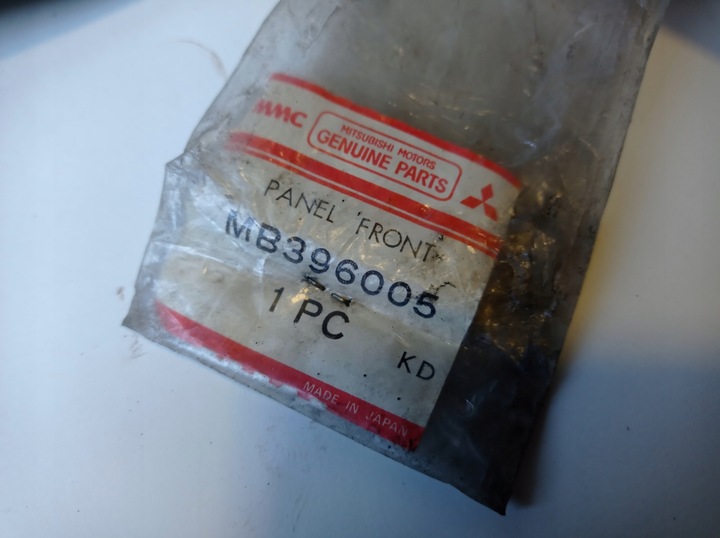 MMC
MITSUBISHI MOTORS
GENUINE PARTS
PANEL FRONT
MB396005
1 PC
KD
MADE IN JAPAN